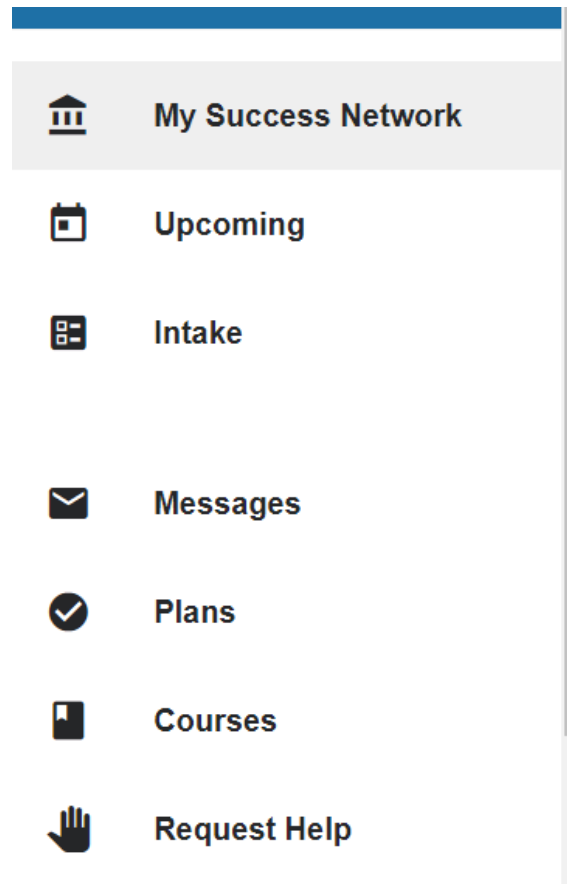 My Success Network
Upcoming
Intake
Messages
Plans
Courses
Request Help